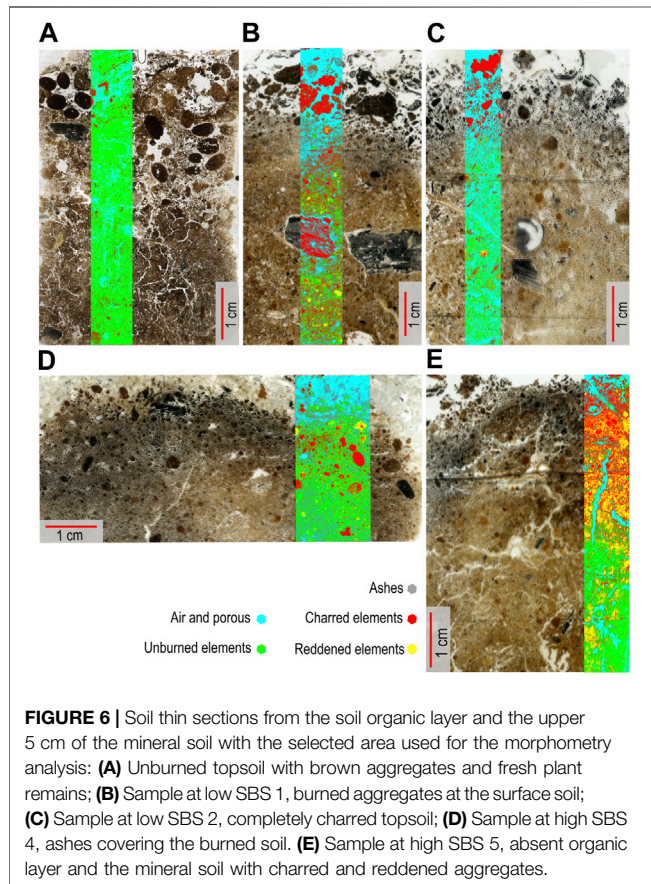 A
B
C
1 cm
1 cm
1 cm
D
E
1 cm
1 cm
Ashes
Air and porous
Charred elements
Unburned elements
Reddened elements
FIGURE 6 | Soil thin sections from the soil organic layer and the upper
5 cm of the mineral soil with the selected area used for the morphometry
analysis: (A) Unburned topsoil with brown aggregates and fresh plant
remains; (B) Sample at low SBS 1, burned aggregates at the surface soil;
(C) Sample at low SBS 2, completely charred topsoil; (D) Sample at high SBS
4, ashes covering the burned soil. (E) Sample at high SBS 5, absent organic
layer and the mineral soil with charred and reddened aggregates.